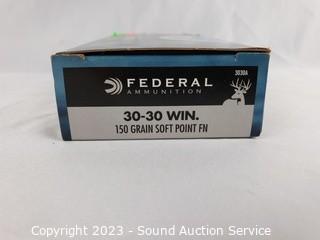 FEDERAL
AMMUNITION
3030A
30-30 WIN.
150 GRAIN SOFT POINT FN
Copyright 2023 - Sound Auction Service